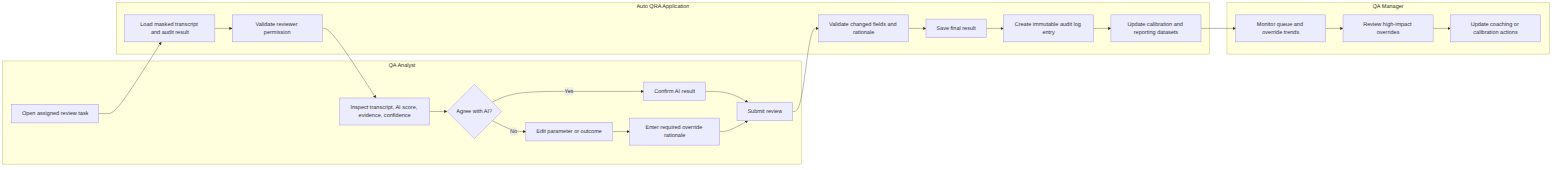 Auto QRA Application
QA Manager
Load masked transcript
and audit result
Validate reviewer
permission
Validate changed fields and
rationale
Save final result
Create immutable audit log
entry
Update calibration and
reporting datasets
Monitor queue and
override trends
Review high-impact
overrides
Update coaching or
calibration actions
QA Analyst
Open assigned review task
Inspect transcript, AI score,
evidence, confidence
Agree with AI?
Yes
Confirm AI result
No
Edit parameter or outcome
Enter required override
rationale
Submit review